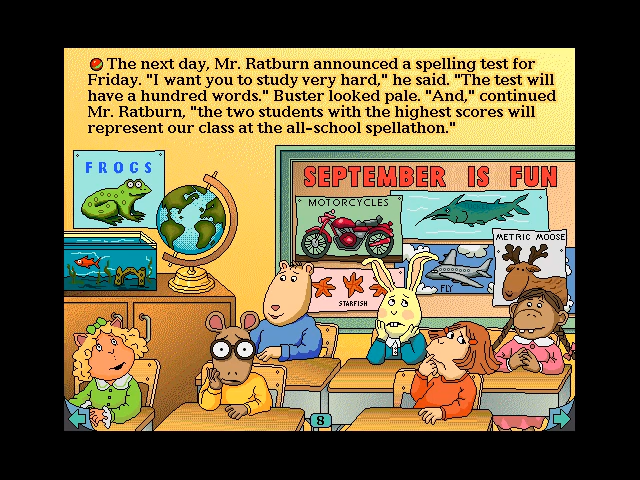 The next day, Mr. Ratburn announced a spelling test for
Friday. "I want you to study very hard," he said. "The test will
have a hundred words." Buster looked pale. "And," continued
Mr. Ratburn, "the two students with the highest scores will
represent our class at the all-school spellathon."
FROGS
SEPTEMBER IS FUN
MOTORCYCLES
METRIC MOOSE
FLY
STARFISH
8